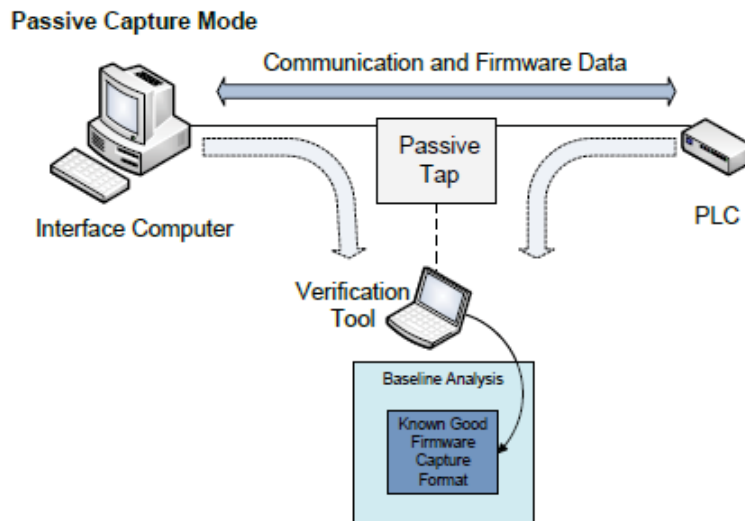 Passive Capture Mode
Communication and Firmware Data
Passive
Tap
Interface Computer
PLC
Verification
Tool
Baseline Analysis
Known Good
Firmware
Capture
Format